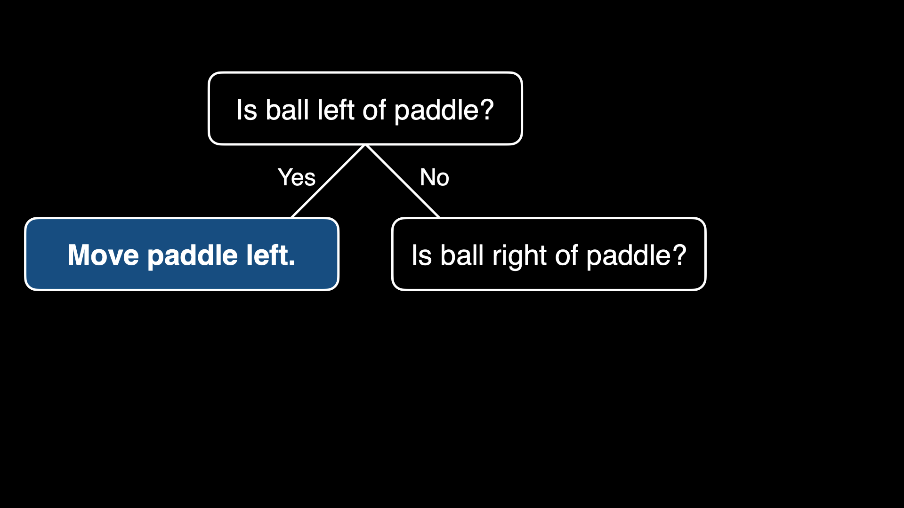 Is ball left of paddle?
Yes
No
Move paddle left.
Is ball right of paddle?